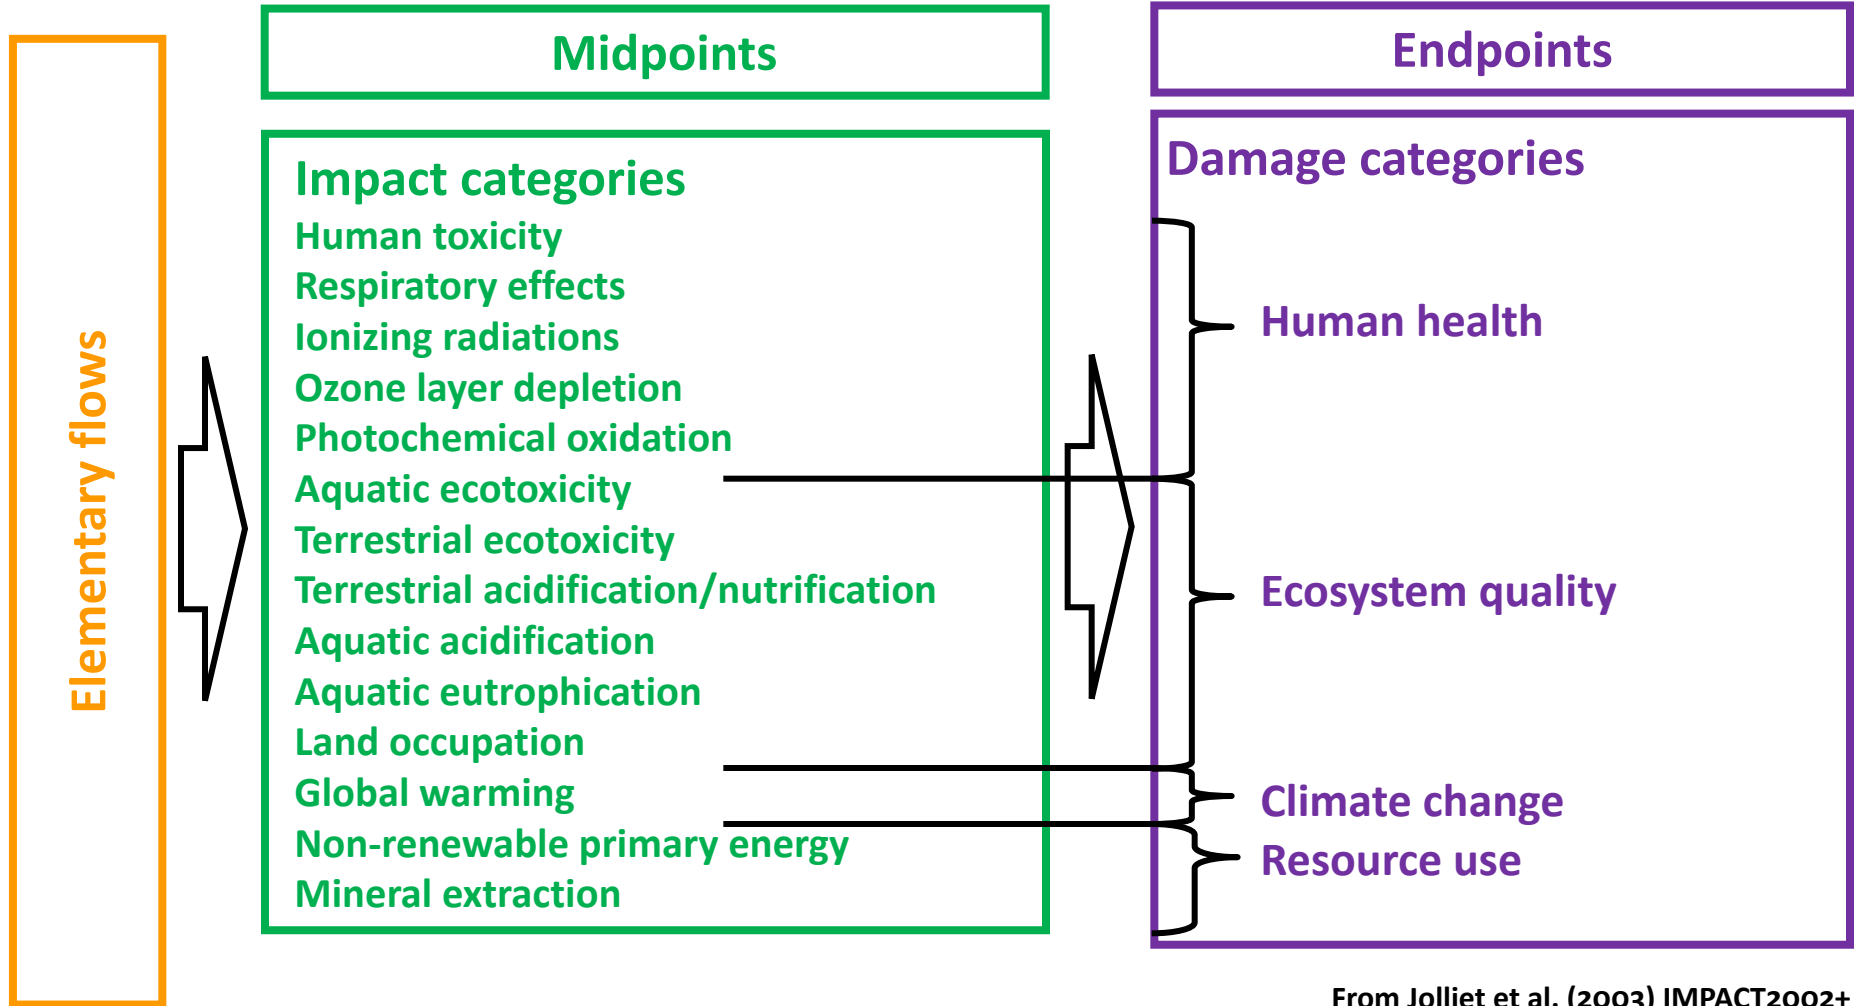 Elementary flows
Midpoints
Impact categories
Human toxicity
Respiratory effects
Ionizing radiations
Ozone layer depletion
Photochemical oxidation
Aquatic ecotoxicity
Terrestrial ecotoxicity
Terrestrial acidification/nutrification
Aquatic acidification
Aquatic eutrophication
Land occupation
Global warming
Non-renewable primary energy
Mineral extraction
Endpoints
Damage categories
Human health
Ecosystem quality
Climate change
Resource use
From Jolliet et al. (2003) IMPACT2002+